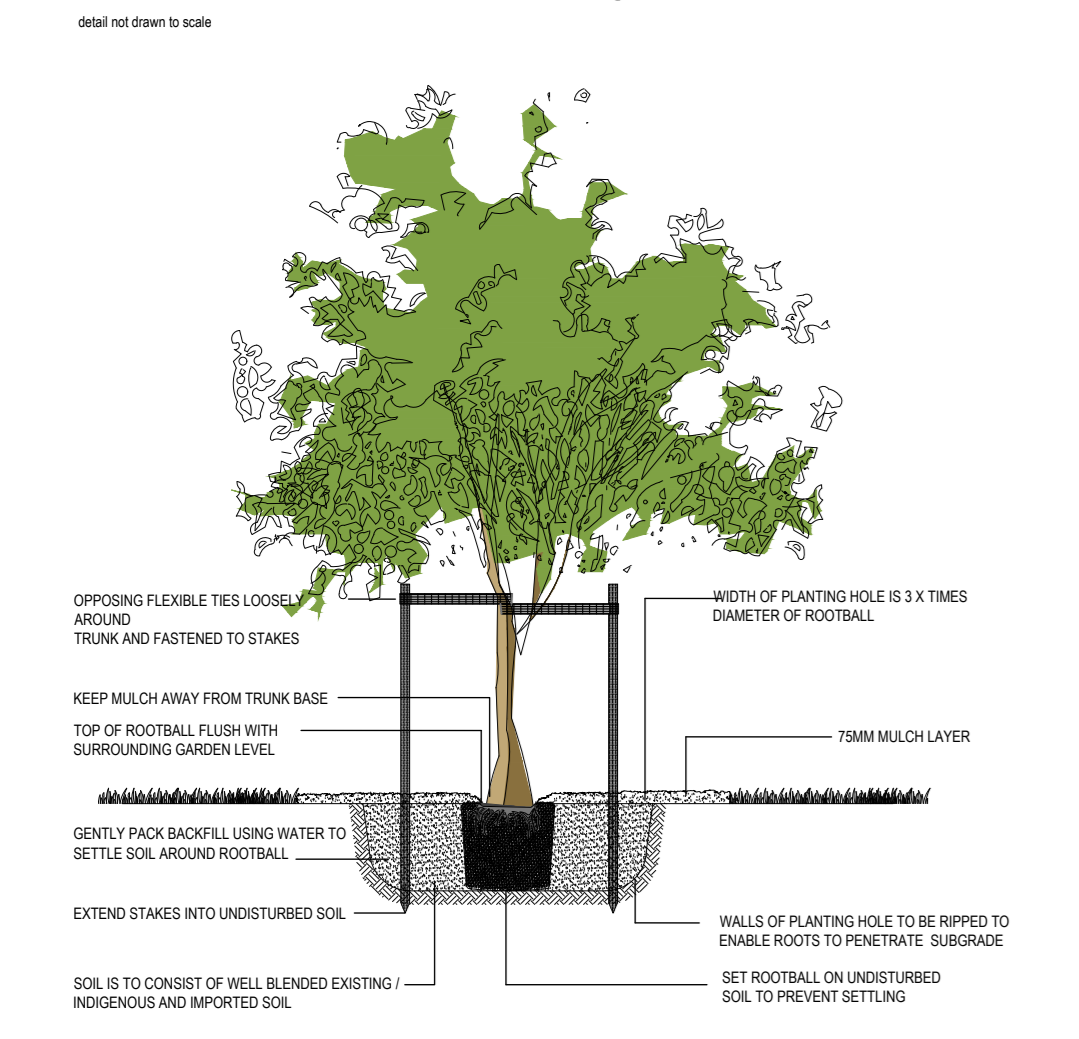 detail not drawn to scale
OPPOSING FLEXIBLE TIES LOOSELY
AROUND
TRUNK AND FASTENED TO STAKES
KEEP MULCH AWAY FROM TRUNK BASE
TOP OF ROOTBALL FLUSH WITH
SURROUNDING GARDEN LEVEL
GENTLY PACK BACKFILL USING WATER TO
SETTLE SOIL AROUND ROOTBALL
EXTEND STAKES INTO UNDISTURBED SOIL
SOIL IS TO CONSIST OF WELL BLENDED EXISTING /
INDIGENOUS AND IMPORTED SOIL
WIDTH OF PLANTING HOLE IS 3 X TIMES
DIAMETER OF ROOTBALL
75MM MULCH LAYER
WALLS OF PLANTING HOLE TO BE RIPPED TO
ENABLE ROOTS TO PENETRATE SUBGRADE
SET ROOTBALL ON UNDISTURBED
SOIL TO PREVENT SETTLING